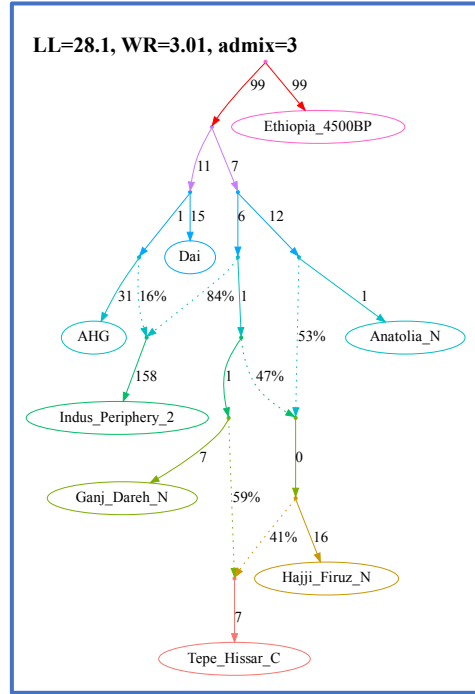 LL=28.1, WR=3.01, admix=3
99 99
Ethiopia_4500BP
11 7
1 15 6 12
Dai
31 16% 84% 1 1
AHG 53% Anatolia_N
158 1 47%
Indus_Periphery_2
7 0
Ganj_Dareh_N 59%
41% 16
Hajji_Firuz_N
7
Tepe_Hissar_C